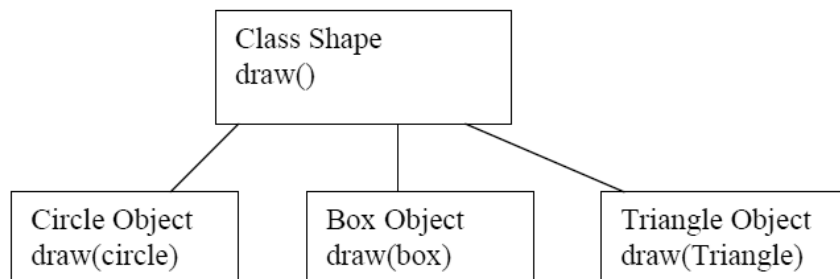 Class Shape
draw()
Circle Object
draw(circle)
Box Object
draw(box)
Triangle Object
draw(Triangle)